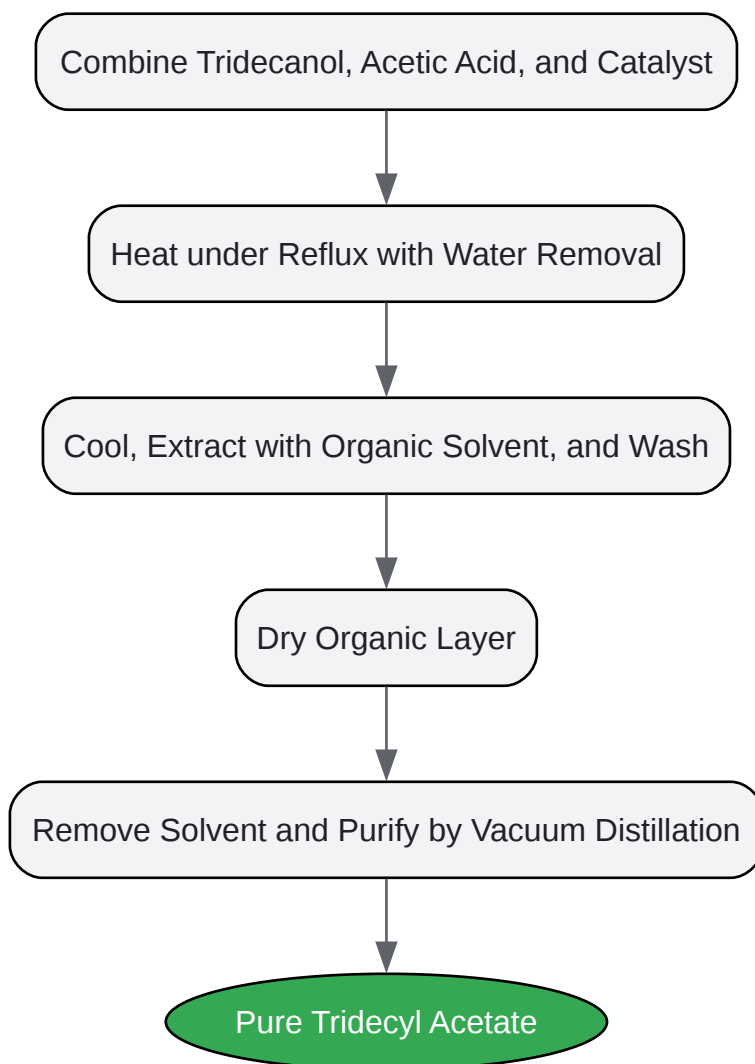 Combine Tridecanol, Acetic Acid, and Catalyst
Heat under Reflux with Water Removal
Cool, Extract with Organic Solvent, and Wash
Dry Organic Layer
Remove Solvent and Purify by Vacuum Distillation
Pure Tridecyl Acetate